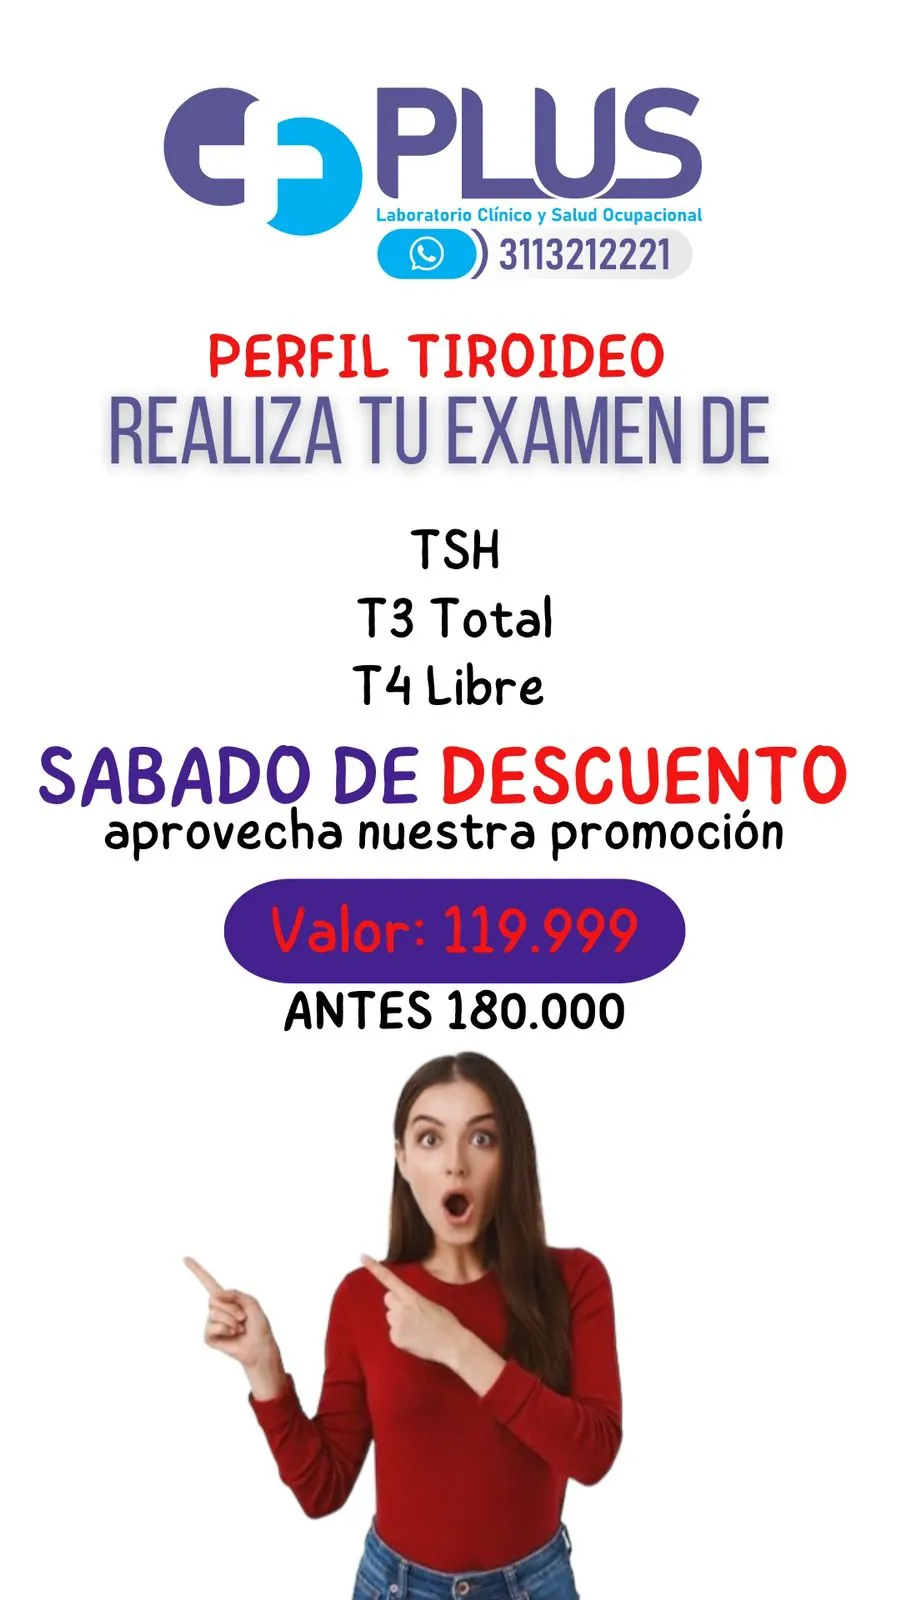 PLUS
Laboratorio Clínico y Salud Ocupacional
3113212221
PERFIL TIROIDEO
REALIZA TU EXAMEN DE
TSH
T3 Total
T4 Libre
SABADO DE DESCUENTO
aprovecha nuestra promoción
Valor: 119.999
ANTES 180.000